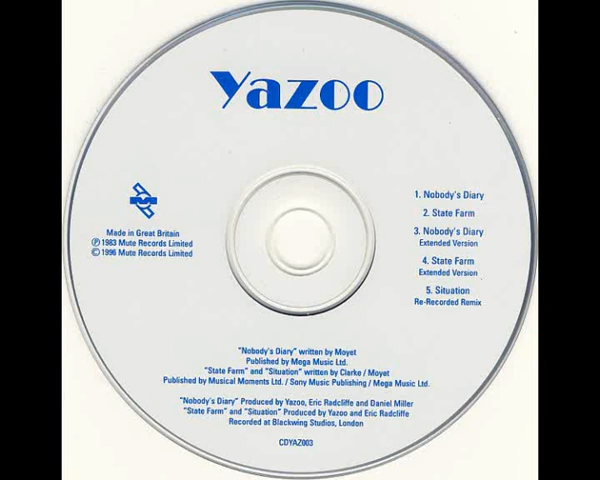 Yazoo
Made in Great Britain
Ⓟ 1983 Mute Records Limited
© 1996 Mute Records Limited
1. Nobody's Diary
2. State Farm
3. Nobody's Diary
Extended Version
4. State Farm
Extended Version
5. Situation
Re-Recorded Remix
"Nobody's Diary" written by Moyet
Published by Mega Music Ltd.
"State Farm" and "Situation" written by Clarke / Moyet
Published by Musical Moments Ltd. / Sony Music Publishing / Mega Music Ltd.
"Nobody's Diary" Produced by Yazoo, Eric Radcliffe and Daniel Miller
"State Farm" and "Situation" Produced by Yazoo and Eric Radcliffe
Recorded at Blackwing Studios, London
CDYAZ003